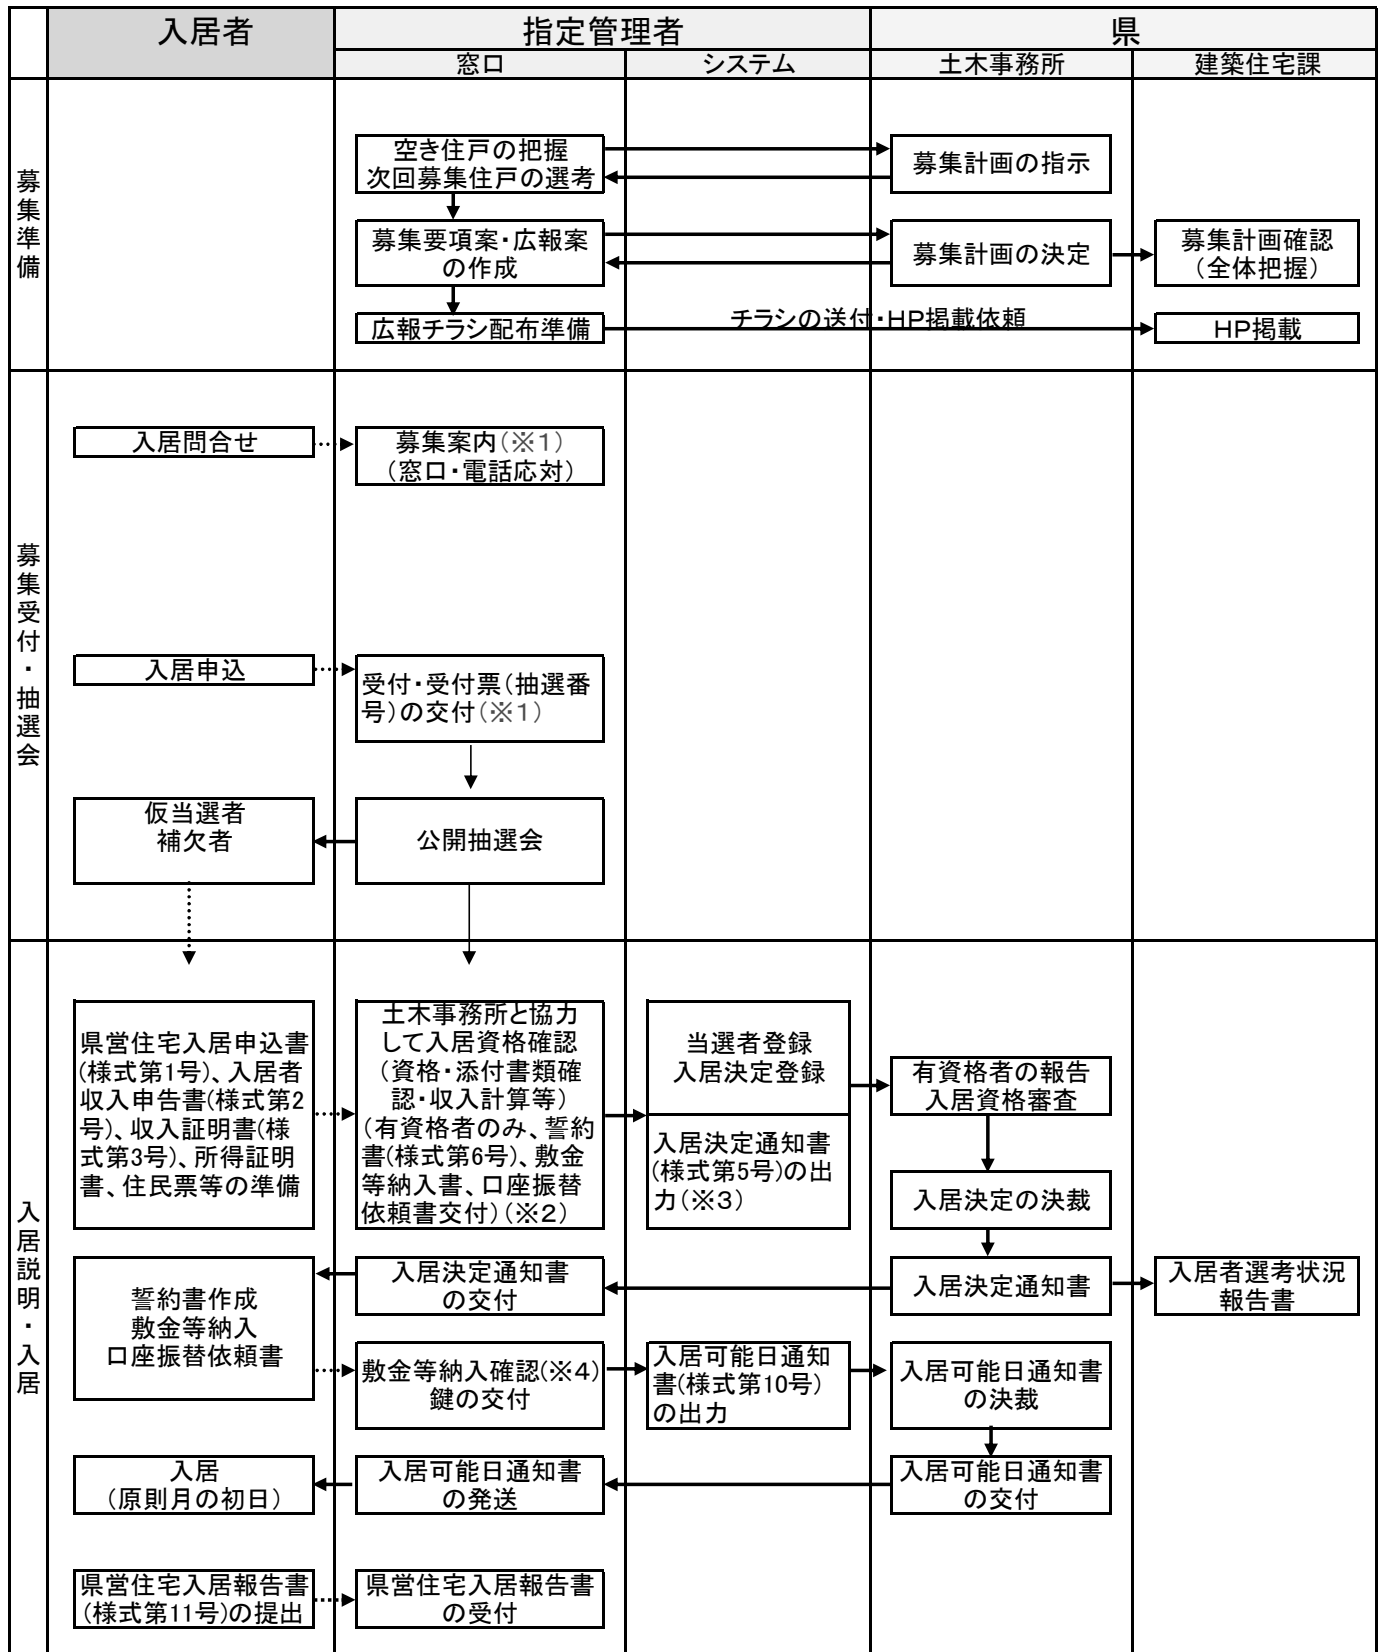 入居者
指定管理者
県
窓口
システム
土木事務所
建築住宅課
募集準備
空き住戸の把握
次回募集住戸の選考
募集計画の指示
募集要項案・広報案
の作成
募集計画の決定
募集計画確認
（全体把握）
広報チラシ配布準備
チラシの送付・HP掲載依頼
HP掲載
募集受付・抽選会
入居問合せ
募集案内（※１）
（窓口・電話応対）
入居申込
受付・受付票（抽選番
号）の交付（※１）
仮当選者
補欠者
公開抽選会
入居説明・入居
県営住宅入居申込書
(様式第1号)、入居者
収入申告書(様式第2
号)、収入証明書(様
式第3号)、所得証明
書、住民票等の準備
土木事務所と協力
して入居資格確認
（資格・添付書類確
認・収入計算等）
（有資格者のみ、誓約
書(様式第6号)、敷金
等納入書、口座振替
依頼書交付）（※２）
当選者登録
入居決定登録
入居決定通知書
(様式第5号)の出
力（※３）
有資格者の報告
入居資格審査
入居決定の決裁
誓約書作成
敷金等納入
口座振替依頼書
入居決定通知書
の交付
入居決定通知書
入居者選考状況
報告書
敷金等納入確認(※４)
鍵の交付
入居可能日通知
書(様式第10号)
の出力
入居可能日通知書
の決裁
入居
（原則月の初日）
入居可能日通知書
の発送
入居可能日通知書
の交付
県営住宅入居報告書
(様式第11号)の提出
県営住宅入居報告書
の受付